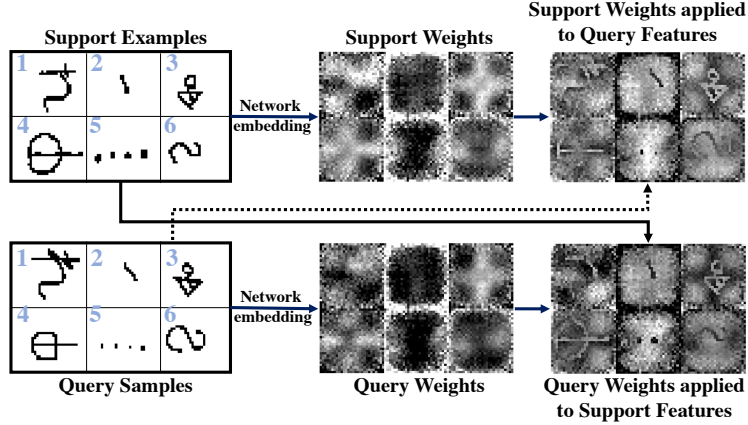 Support Weights applied
to Query Features
Support Examples
Support Weights
1 2 3
4 5 6
Network
embedding
1 2 3
4 5 6
Network
embedding
Query Samples
Query Weights
Query Weights applied
to Support Features